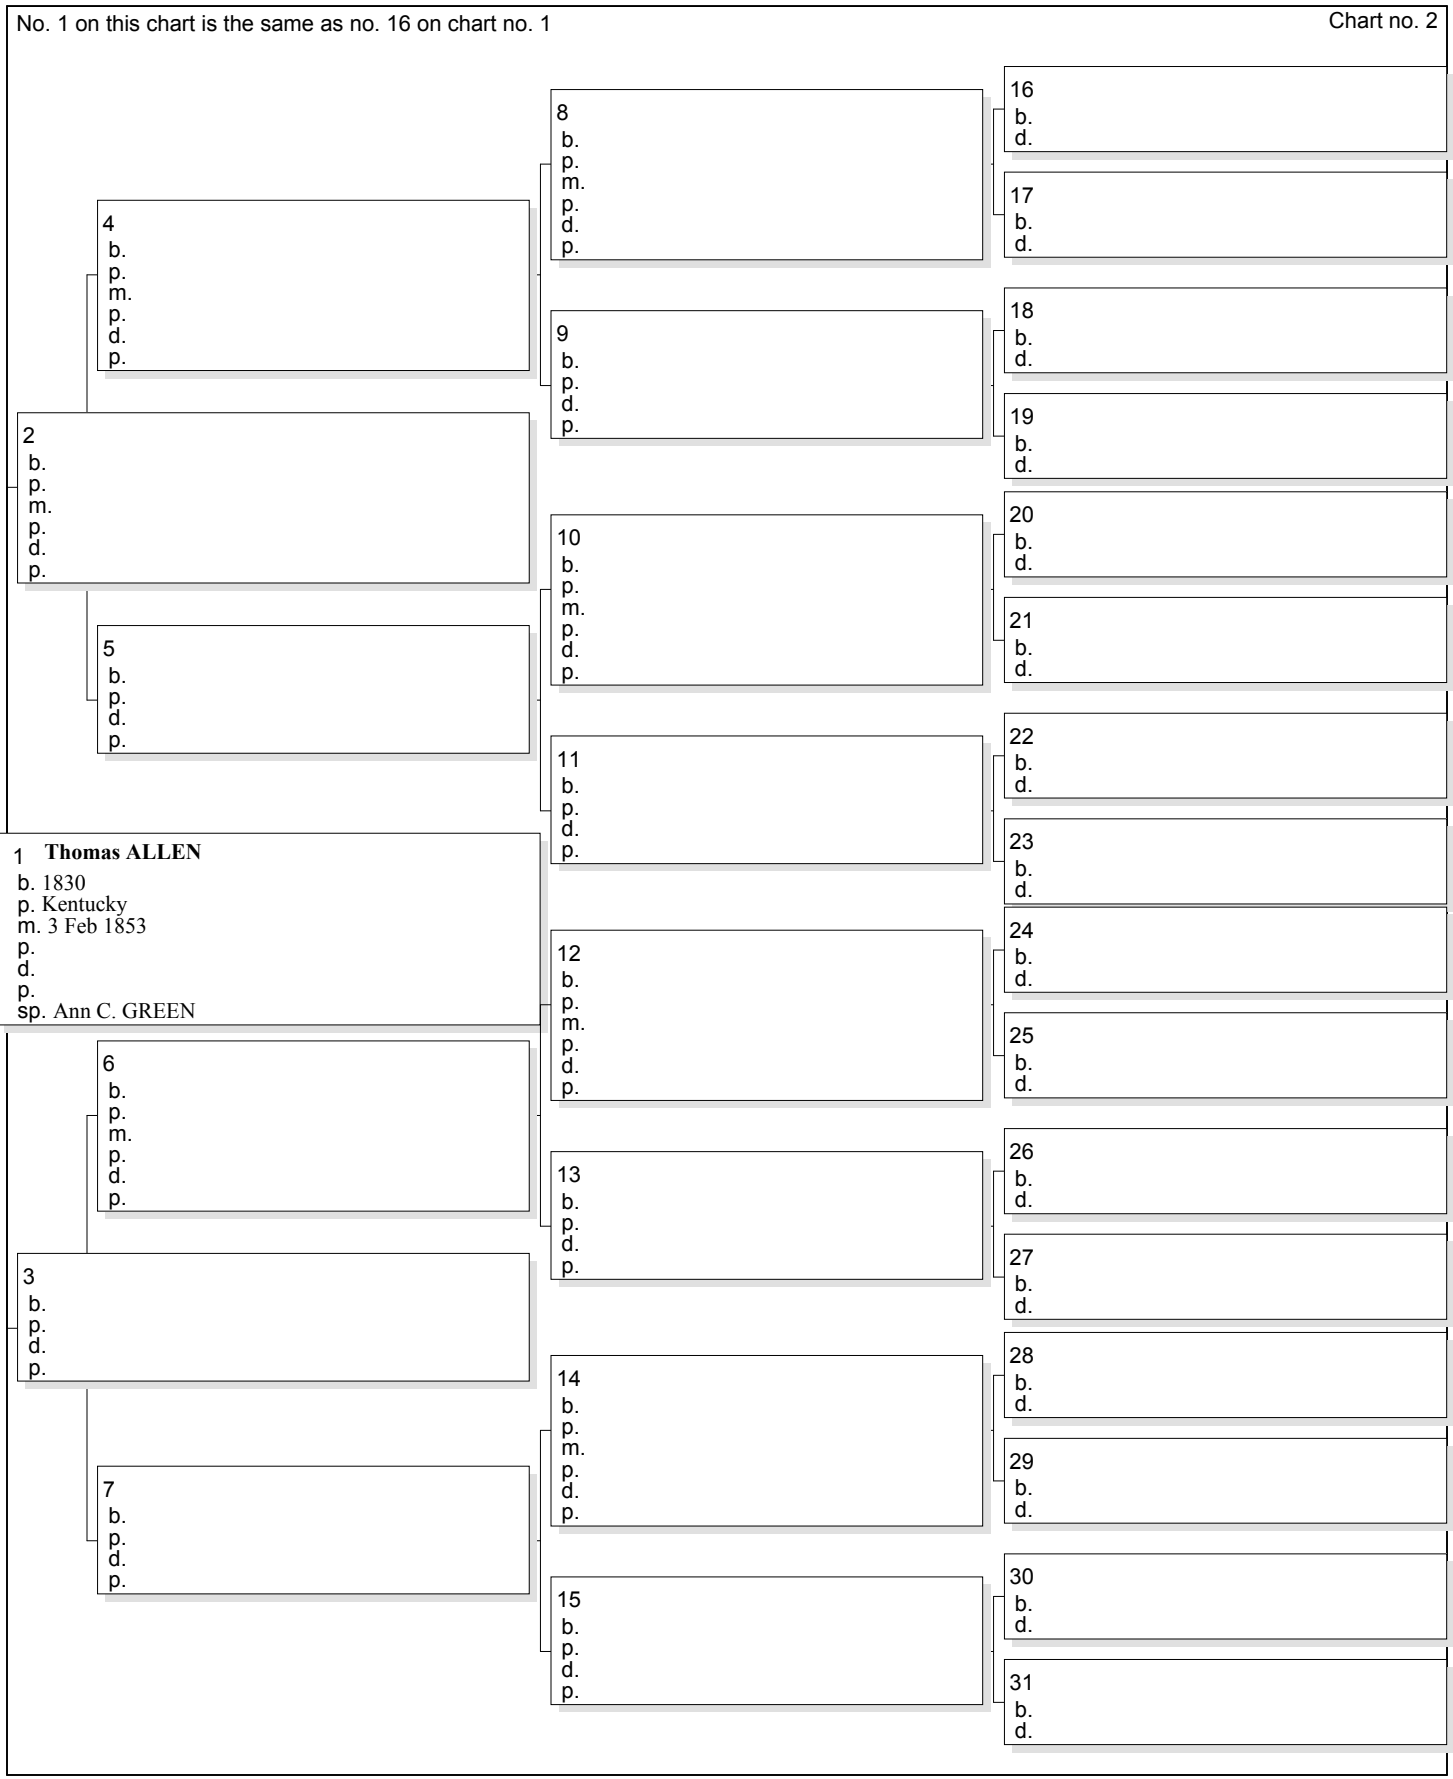 No. 1 on this chart is the same as no. 16 on chart no. 1
Chart no. 2
1 Thomas ALLEN
b. 1830
p. Kentucky
m. 3 Feb 1853
p.
d.
p.
sp. Ann C. GREEN
2
b.
p.
m.
p.
d.
p.
3
b.
p.
d.
p.
4
b.
p.
m.
p.
d.
p.
5
b.
p.
d.
p.
6
b.
p.
m.
p.
d.
p.
7
b.
p.
d.
p.
8
b.
p.
m.
p.
d.
p.
9
b.
p.
d.
p.
10
b.
p.
m.
p.
d.
p.
11
b.
p.
d.
p.
12
b.
p.
m.
p.
d.
p.
13
b.
p.
d.
p.
14
b.
p.
m.
p.
d.
p.
15
b.
p.
d.
p.
16
b.
d.
17
b.
d.
18
b.
d.
19
b.
d.
20
b.
d.
21
b.
d.
22
b.
d.
23
b.
d.
24
b.
d.
25
b.
d.
26
b.
d.
27
b.
d.
28
b.
d.
29
b.
d.
30
b.
d.
31
b.
d.